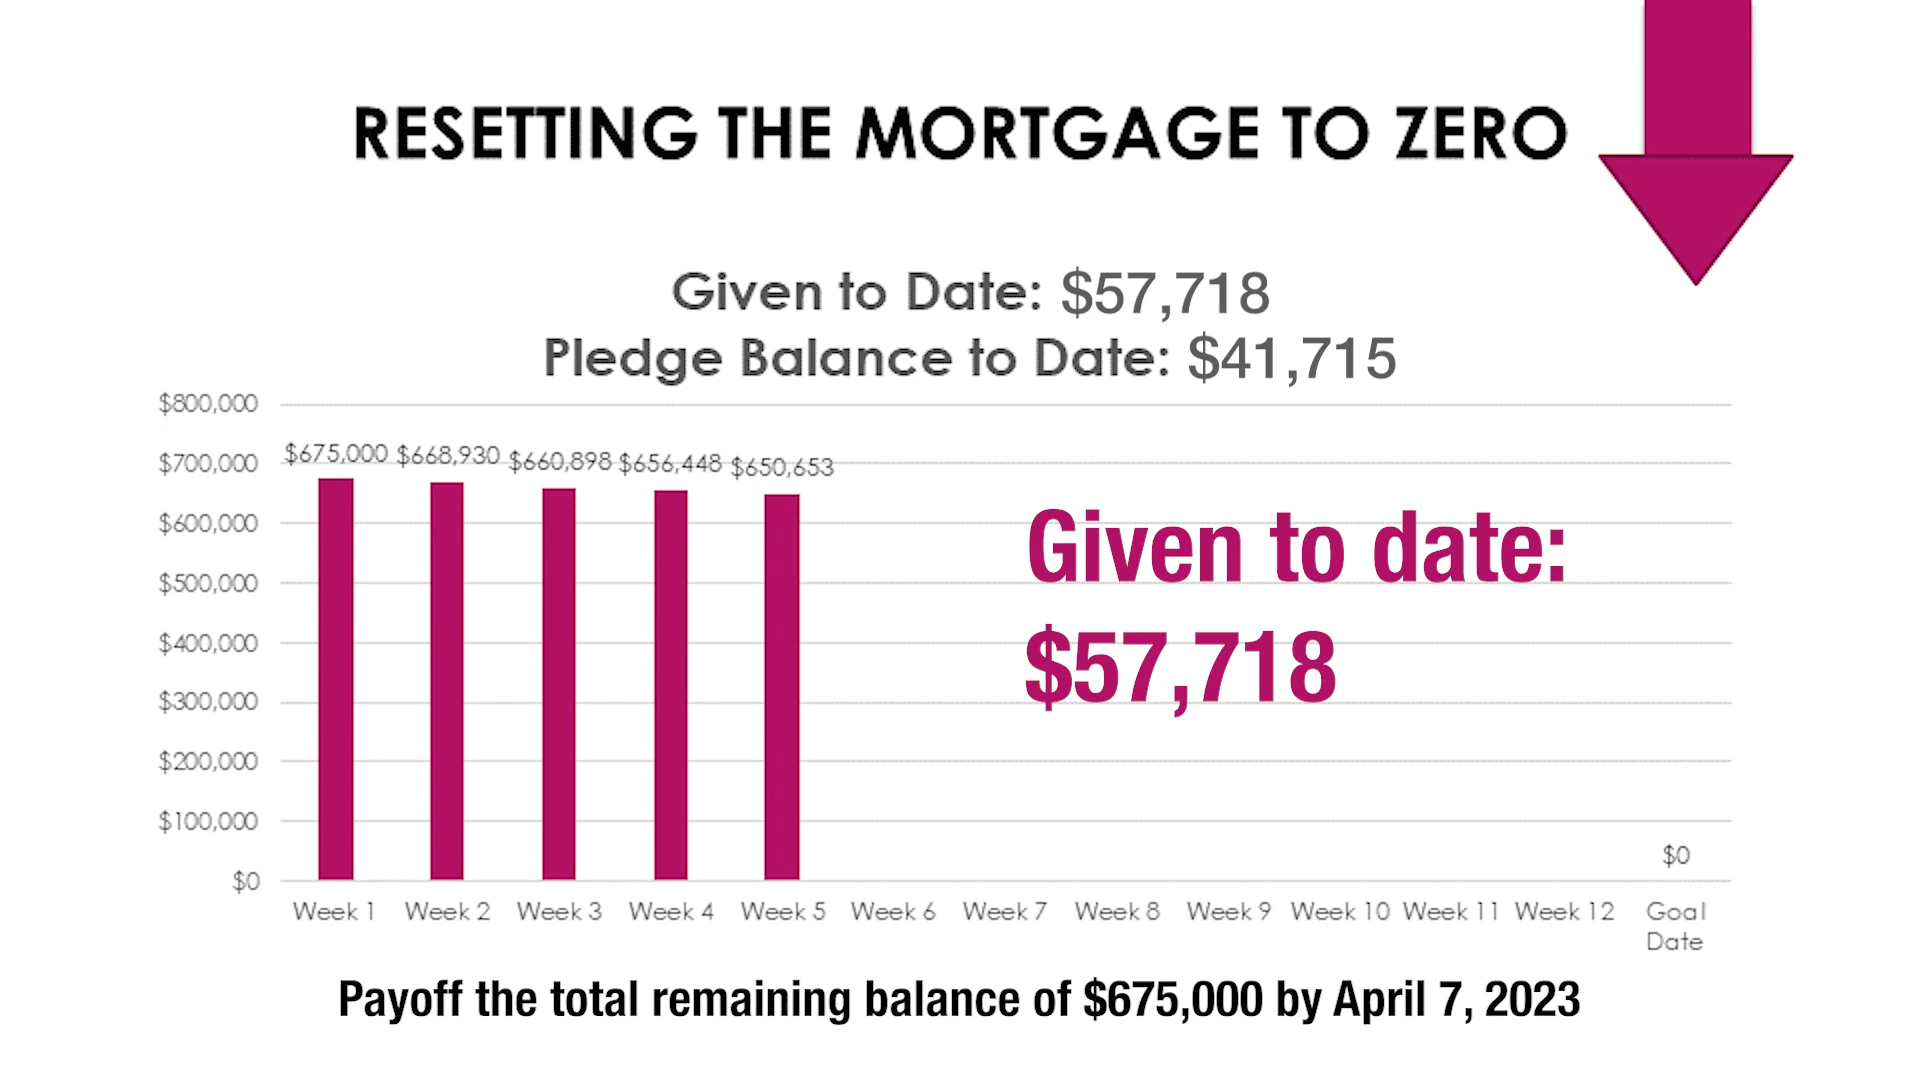 RESETTING THE MORTGAGE TO ZERO
Given to Date: $57,718
Pledge Balance to Date: $41,715
$800,000
$700,000
$600,000
$500,000
$400,000
$300,000
$200,000
$100,000
$0
$675,000 $668,930 $660,898 $656,448 $650,653
Given to date:
$57,718
$0
Week 1 Week 2 Week 3 Week 4 Week 5 Week 6 Week 7 Week 8 Week 9 Week 10 Week 11 Week 12 Goal
Date
Payoff the total remaining balance of $675,000 by April 7, 2023